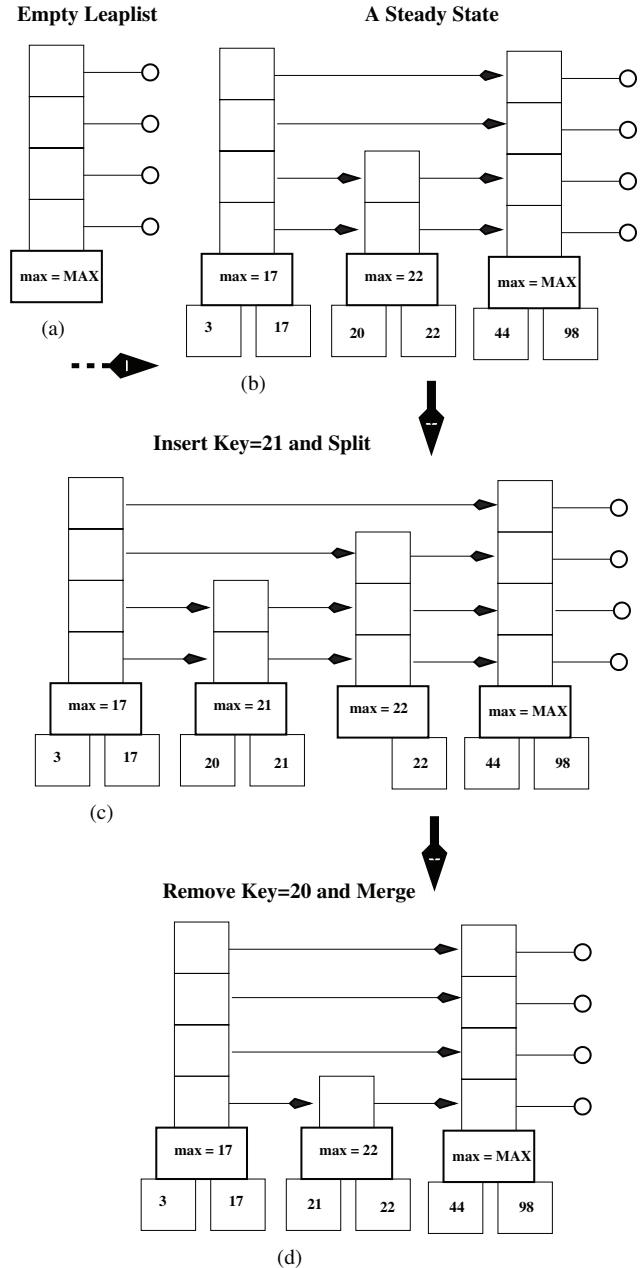 Empty Leaplist
A Steady State
max = MAX
(a)
max = 17
max = 22
max = MAX
3 17 20 22 44 98
(b)
Insert Key=21 and Split
max = 17
max = 21
max = 22
max = MAX
3 17 20 21 22 44 98
(c)
Remove Key=20 and Merge
max = 17
max = 22
max = MAX
3 17 21 22 44 98
(d)